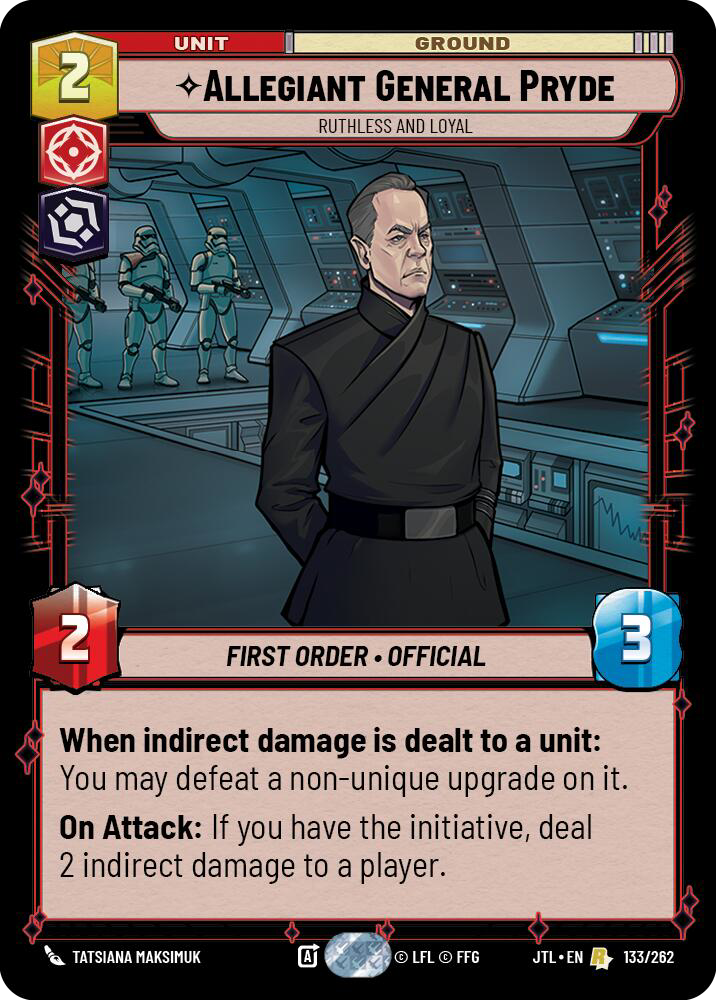 UNIT
GROUND
2
✧ALLEGIANT GENERAL PRYDE
RUTHLESS AND LOYAL
2
FIRST ORDER • OFFICIAL
3
When indirect damage is dealt to a unit:
You may defeat a non-unique upgrade on it.
On Attack: If you have the initiative, deal
2 indirect damage to a player.
TATSIANA MAKSIMUK
A
© LFL © FFG
JTL • EN
R
133/262